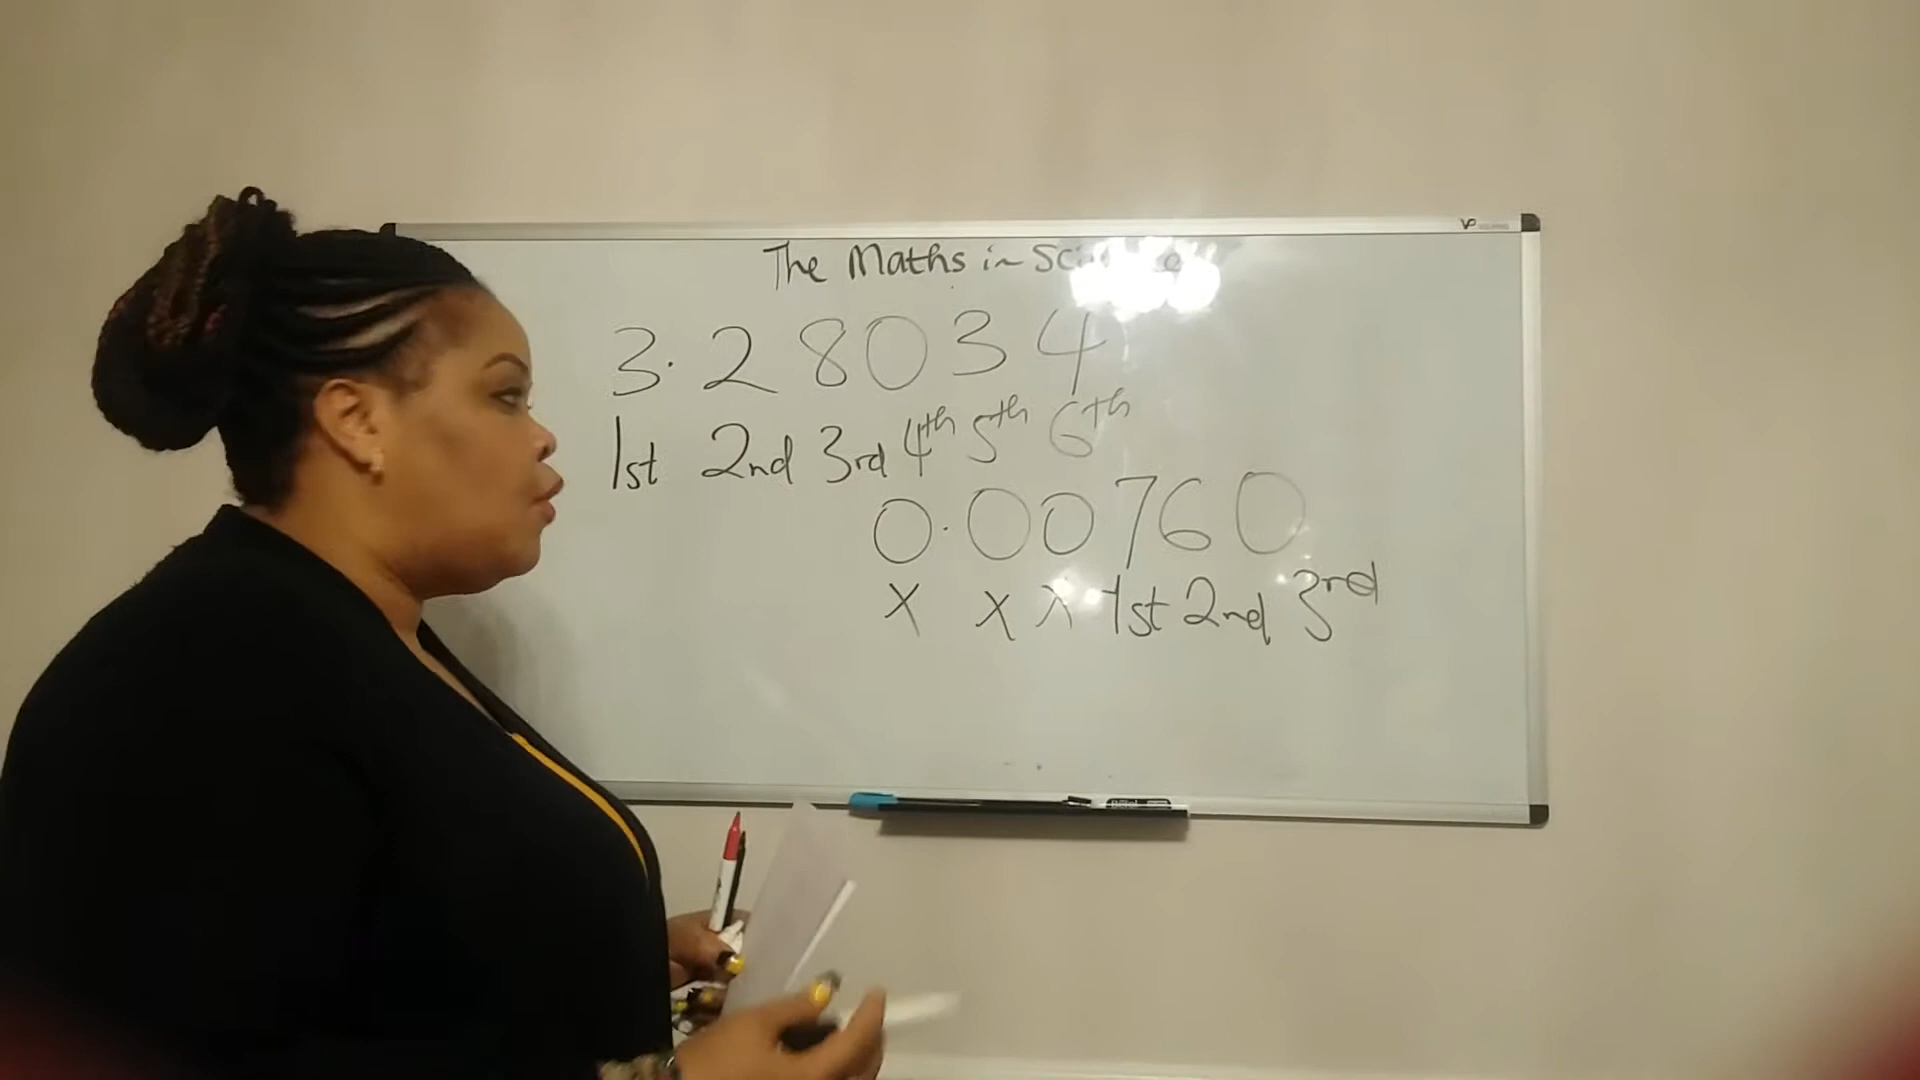 The Maths in
3.28034
1st 2nd 3rd 4th 5th 6th
0.00760
x x x 1st 2nd 3rd